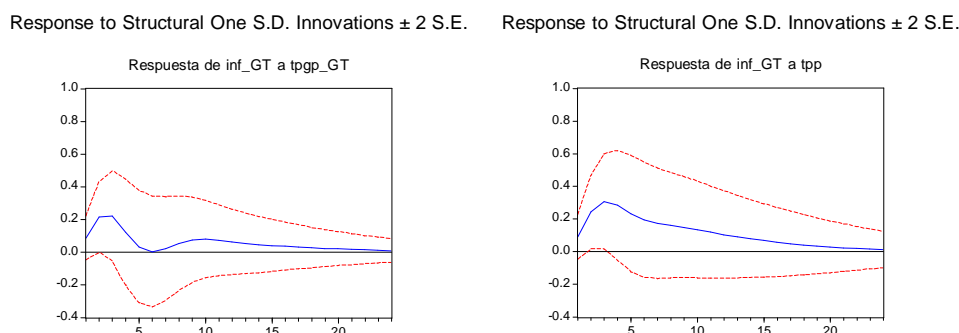 Response to Structural One S.D. Innovations ± 2 S.E.
Respuesta de inf_GT a tpgp_GT
1.0
0.8
0.6
0.4
0.2
0.0
-0.2
-0.4
5 10 15 20
Response to Structural One S.D. Innovations ± 2 S.E.
Respuesta de inf_GT a tpp
1.0
0.8
0.6
0.4
0.2
0.0
-0.2
-0.4
5 10 15 20